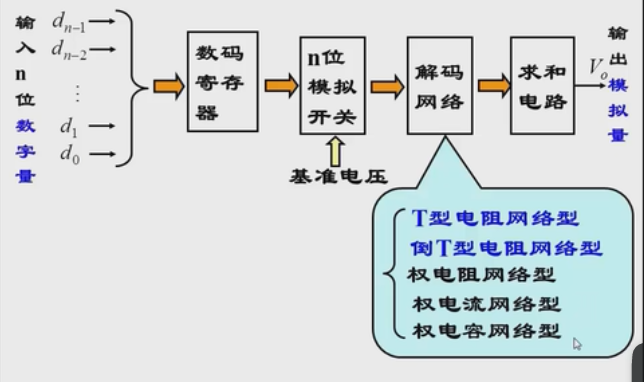 输入n位数字量
d_{n-1}
d_{n-2}
⋮
d_1
d_0
数码寄存器
n位模拟开关
基准电压
解码网络
求和电路
V_o
输出模拟量
T型电阻网络型
倒T型电阻网络型
权电阻网络型
权电流网络型
权电容网络型